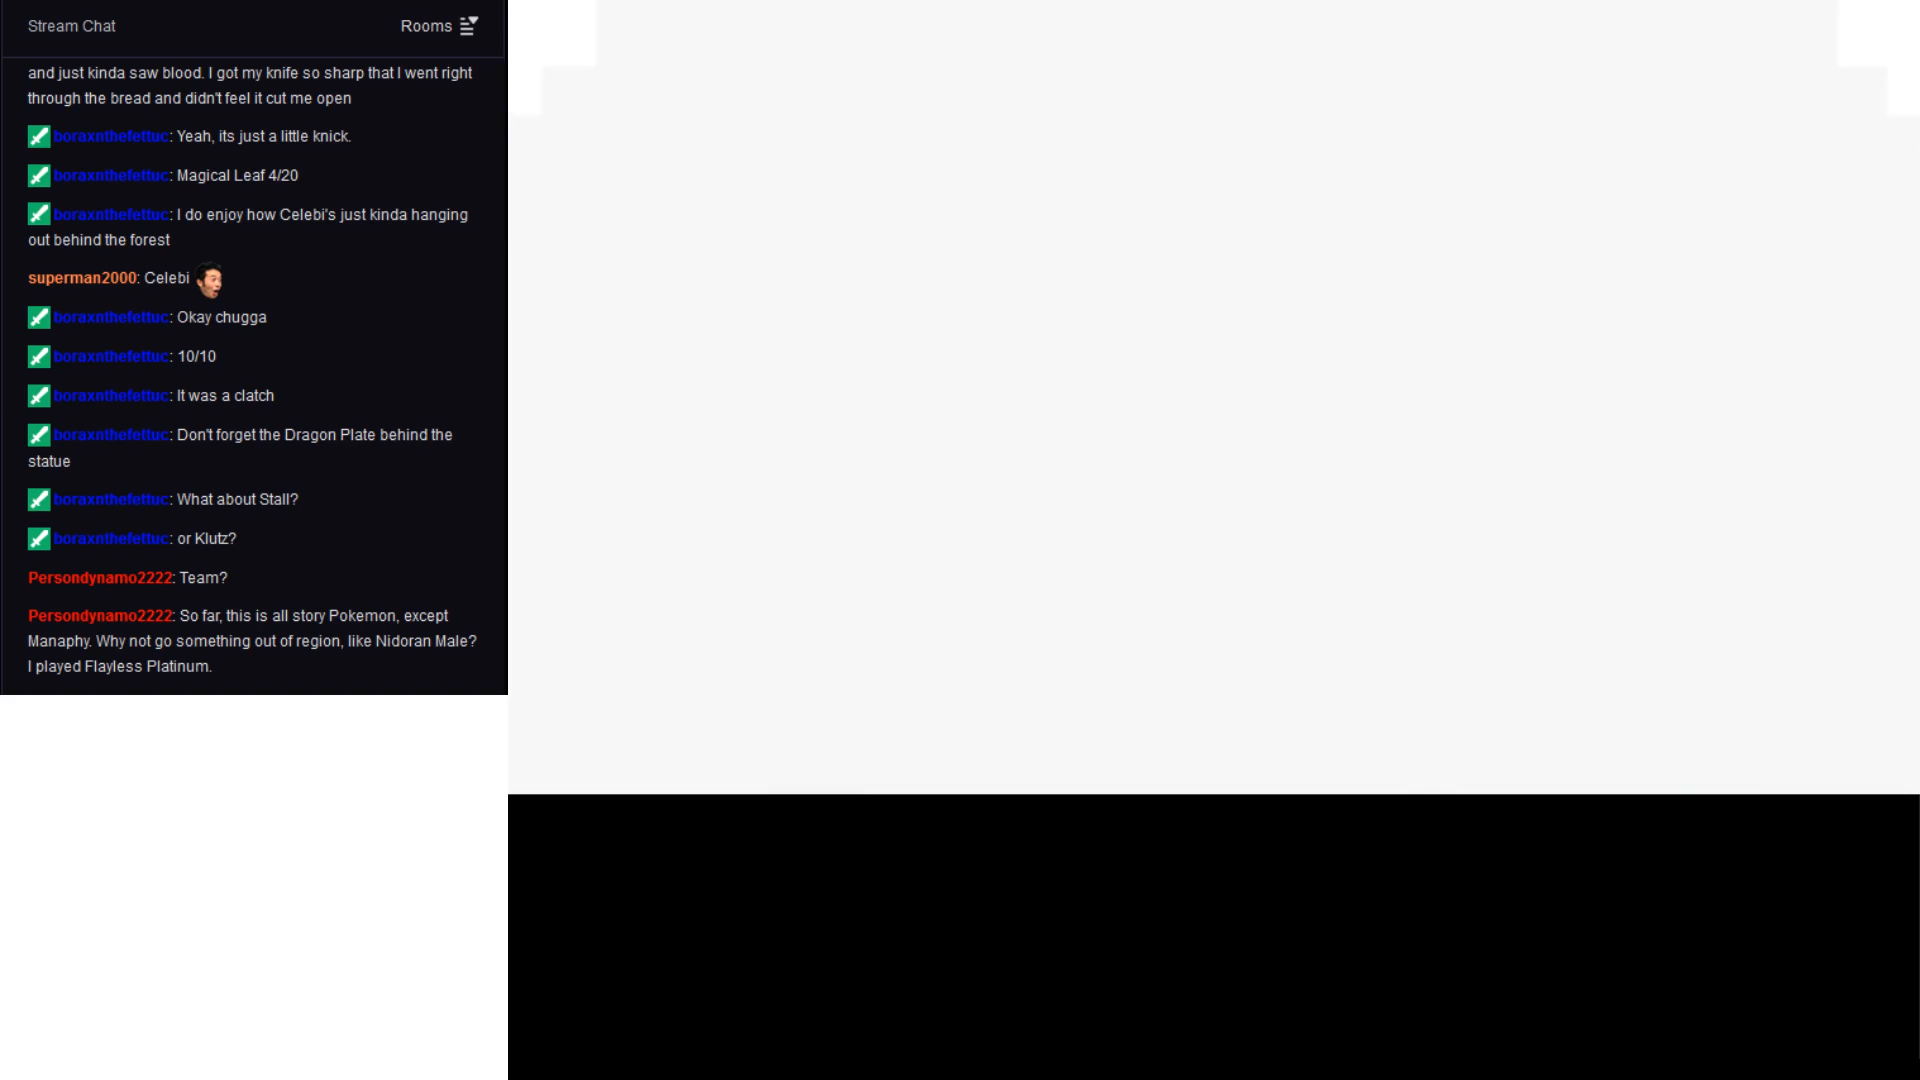 Stream Chat
Rooms
and just kinda saw blood. I got my knife so sharp that I went right
through the bread and didn't feel it cut me open
boraxnthefettuc: Yeah, its just a little knick.
boraxnthefettuc: Magical Leaf 4/20
boraxnthefettuc: I do enjoy how Celebi's just kinda hanging
out behind the forest
superman2000: Celebi
boraxnthefettuc: Okay chugga
boraxnthefettuc: 10/10
boraxnthefettuc: It was a clatch
boraxnthefettuc: Don't forget the Dragon Plate behind the
statue
boraxnthefettuc: What about Stall?
boraxnthefettuc: or Klutz?
Persondynamo2222: Team?
Persondynamo2222: So far, this is all story Pokemon, except
Manaphy. Why not go something out of region, like Nidoran Male?
I played Flayless Platinum.